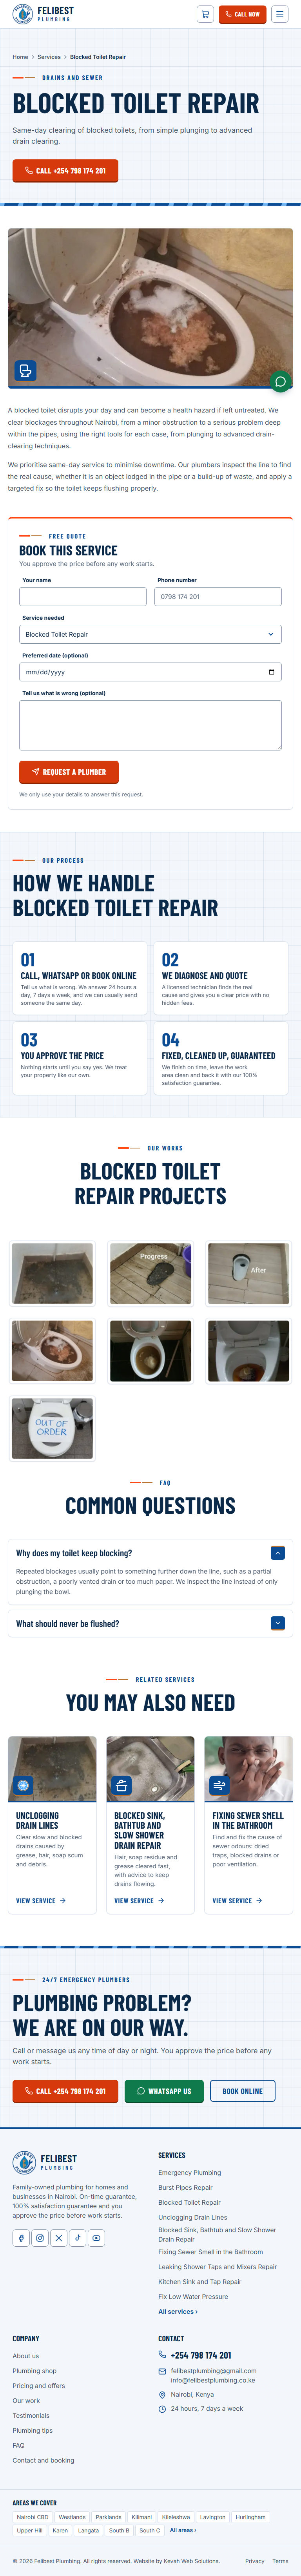 FELIBEST
PLUMBING
CALL NOW
Home > Services > Blocked Toilet Repair
DRAINS AND SEWER
BLOCKED TOILET REPAIR
Same-day clearing of blocked toilets, from simple plunging to advanced
drain clearing.
CALL +254 798 174 201
A blocked toilet disrupts your day and can become a health hazard if left untreated. We
clear blockages throughout Nairobi, from a minor obstruction to a serious problem deep
within the pipes, using the right tools for each case, from plunging to advanced drain-
clearing techniques.
We prioritise same-day service to minimise downtime. Our plumbers inspect the line to find
the real cause, whether it is an object lodged in the pipe or a build-up of waste, and apply a
targeted fix so the toilet keeps flushing properly.
FREE QUOTE
BOOK THIS SERVICE
You approve the price before any work starts.
Your name
Phone number
0798 174 201
Service needed
Blocked Toilet Repair
Preferred date (optional)
mm/dd/yyyy
Tell us what is wrong (optional)
REQUEST A PLUMBER
We only use your details to answer this request.
OUR PROCESS
HOW WE HANDLE
BLOCKED TOILET REPAIR
01
CALL, WHATSAPP OR BOOK ONLINE
Tell us what is wrong. We answer 24 hours a
day, 7 days a week, and we can usually send
someone the same day.
02
WE DIAGNOSE AND QUOTE
A licensed technician finds the real
cause and gives you a clear price with no
hidden fees.
03
YOU APPROVE THE PRICE
Nothing starts until you say yes. We treat
your property like our own.
04
FIXED, CLEANED UP, GUARANTEED
We finish on time, leave the work
area clean and back it with our 100%
satisfaction guarantee.
OUR WORKS
BLOCKED TOILET
REPAIR PROJECTS
Progress
After
OUT OF
ORDER
FAQ
COMMON QUESTIONS
Why does my toilet keep blocking?
Repeated blockages usually point to something further down the line, such as a partial
obstruction, a poorly vented drain or too much paper. We inspect the line instead of only
plunging the bowl.
What should never be flushed?
RELATED SERVICES
YOU MAY ALSO NEED
UNCLOGGING
DRAIN LINES
Clear slow and blocked
drains caused by
grease, hair, soap scum
and debris.
VIEW SERVICE
BLOCKED SINK,
BATHTUB AND
SLOW SHOWER
DRAIN REPAIR
Hair, soap residue and
grease cleared fast,
with advice to keep
drains flowing.
VIEW SERVICE
FIXING SEWER SMELL
IN THE BATHROOM
Find and fix the cause of
sewer odours: dried
traps, blocked drains or
poor ventilation.
VIEW SERVICE
24/7 EMERGENCY PLUMBERS
PLUMBING PROBLEM?
WE ARE ON OUR WAY.
Call or message us any time of day or night. You approve the price before any
work starts.
CALL +254 798 174 201
WHATSAPP US
BOOK ONLINE
FELIBEST
PLUMBING
Family-owned plumbing for homes and
businesses in Nairobi. On-time guarantee,
100% satisfaction guarantee and you
approve the price before work starts.
SERVICES
Emergency Plumbing
Burst Pipes Repair
Blocked Toilet Repair
Unclogging Drain Lines
Blocked Sink, Bathtub and Slow Shower
Drain Repair
Fixing Sewer Smell in the Bathroom
Leaking Shower Taps and Mixers Repair
Kitchen Sink and Tap Repair
Fix Low Water Pressure
All services ›
COMPANY
About us
Plumbing shop
Pricing and offers
Our work
Testimonials
Plumbing tips
FAQ
Contact and booking
CONTACT
+254 798 174 201
felibestplumbing@gmail.com
info@felibestplumbing.co.ke
Nairobi, Kenya
24 hours, 7 days a week
AREAS WE COVER
Nairobi CBD
Westlands
Parklands
Kilimani
Kileleshwa
Lavington
Hurlingham
Upper Hill
Karen
Langata
South B
South C
All areas ›
© 2026 Felibest Plumbing. All rights reserved. Website by Kevah Web Solutions.
Privacy
Terms